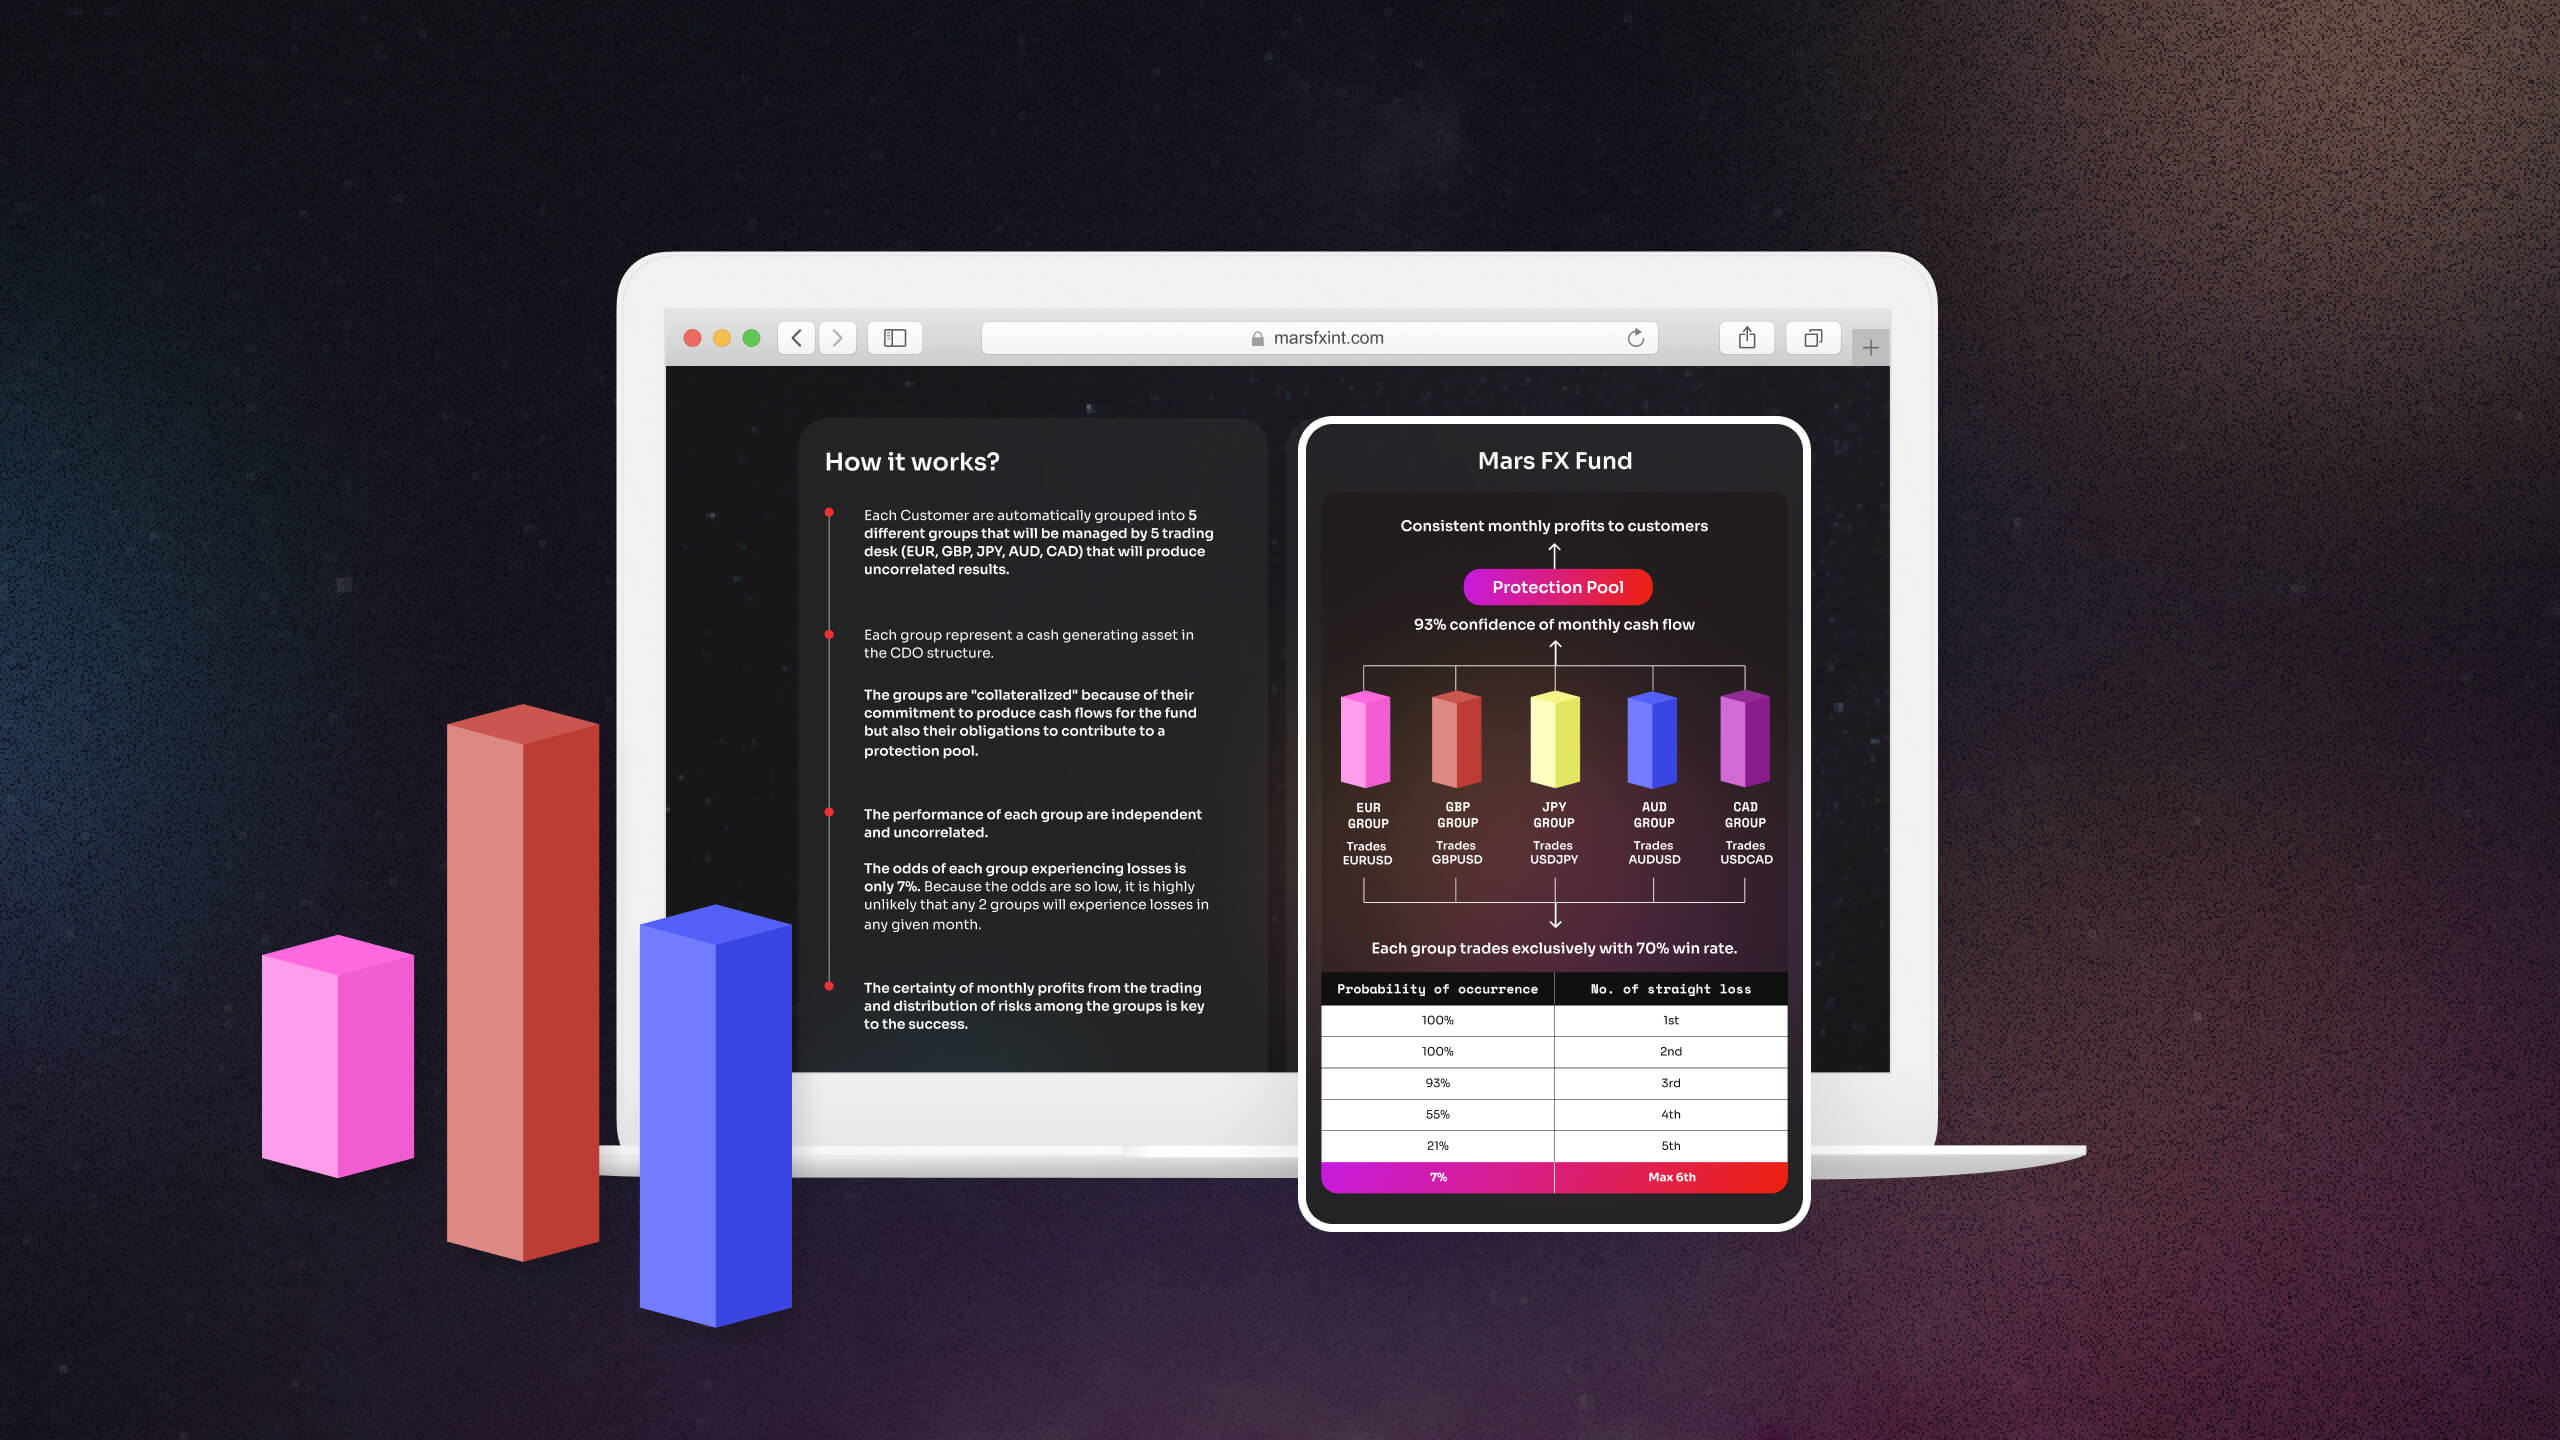 marsfxint.com
How it works?
Each Customer are automatically grouped into 5
different groups that will be managed by 5 trading
desk (EUR, GBP, JPY, AUD, CAD) that will produce
uncorrelated results.
Each group represent a cash generating asset in
the CDO structure.
The groups are "collateralized" because of their
commitment to produce cash flows for the fund
but also their obligations to contribute to a
protection pool.
The performance of each group are independent
and uncorrelated.
The odds of each group experiencing losses is
only 7%. Because the odds are so low, it is highly
unlikely that any 2 groups will experience losses in
any given month.
The certainty of monthly profits from the trading
and distribution of risks among the groups is key
to the success.
Mars FX Fund
Consistent monthly profits to customers
Protection Pool
93% confidence of monthly cash flow
EUR GROUP
Trades EURUSD
GBP GROUP
Trades GBPUSD
JPY GROUP
Trades USDJPY
AUD GROUP
Trades AUDUSD
CAD GROUP
Trades USDCAD
Each group trades exclusively with 70% win rate.
Probability of occurrence No. of straight loss
100% 1st
100% 2nd
93% 3rd
55% 4th
21% 5th
7% Max 6th